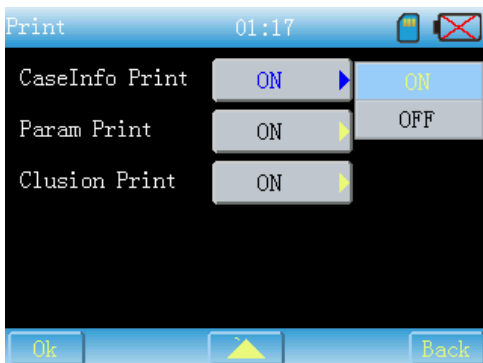 Print 01:17
CaseInfo Print ON ON
OFF
Param Print ON
Clusion Print ON
Ok Back